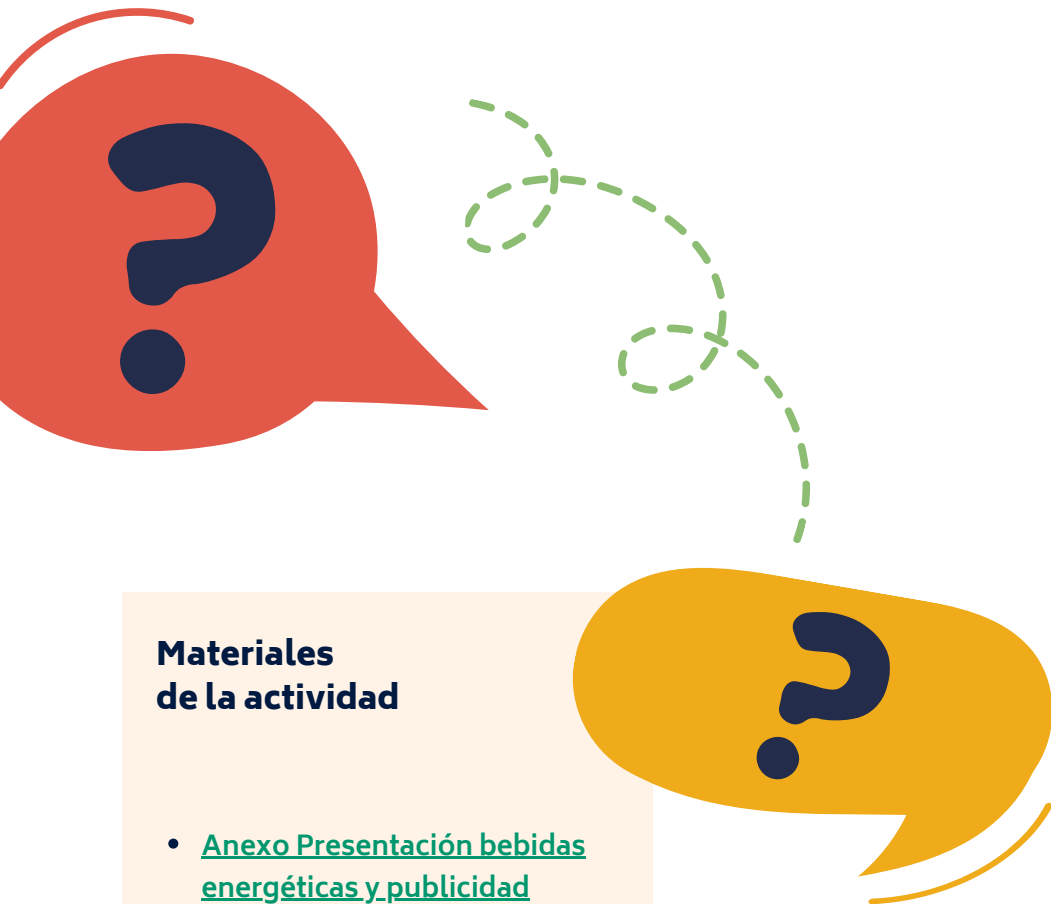 ?
?
Materiales
de la actividad
• Anexo Presentación bebidas
energéticas y publicidad